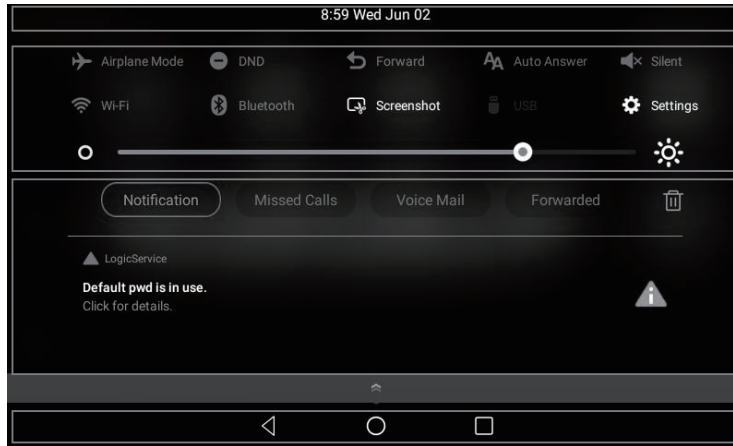 8:59 Wed Jun 02
Airplane Mode DND Forward Auto Answer Silent
Wi-Fi Bluetooth Screenshot USB Settings
Notification Missed Calls Voice Mail Forwarded
LogicService
Default pwd is in use.
Click for details.